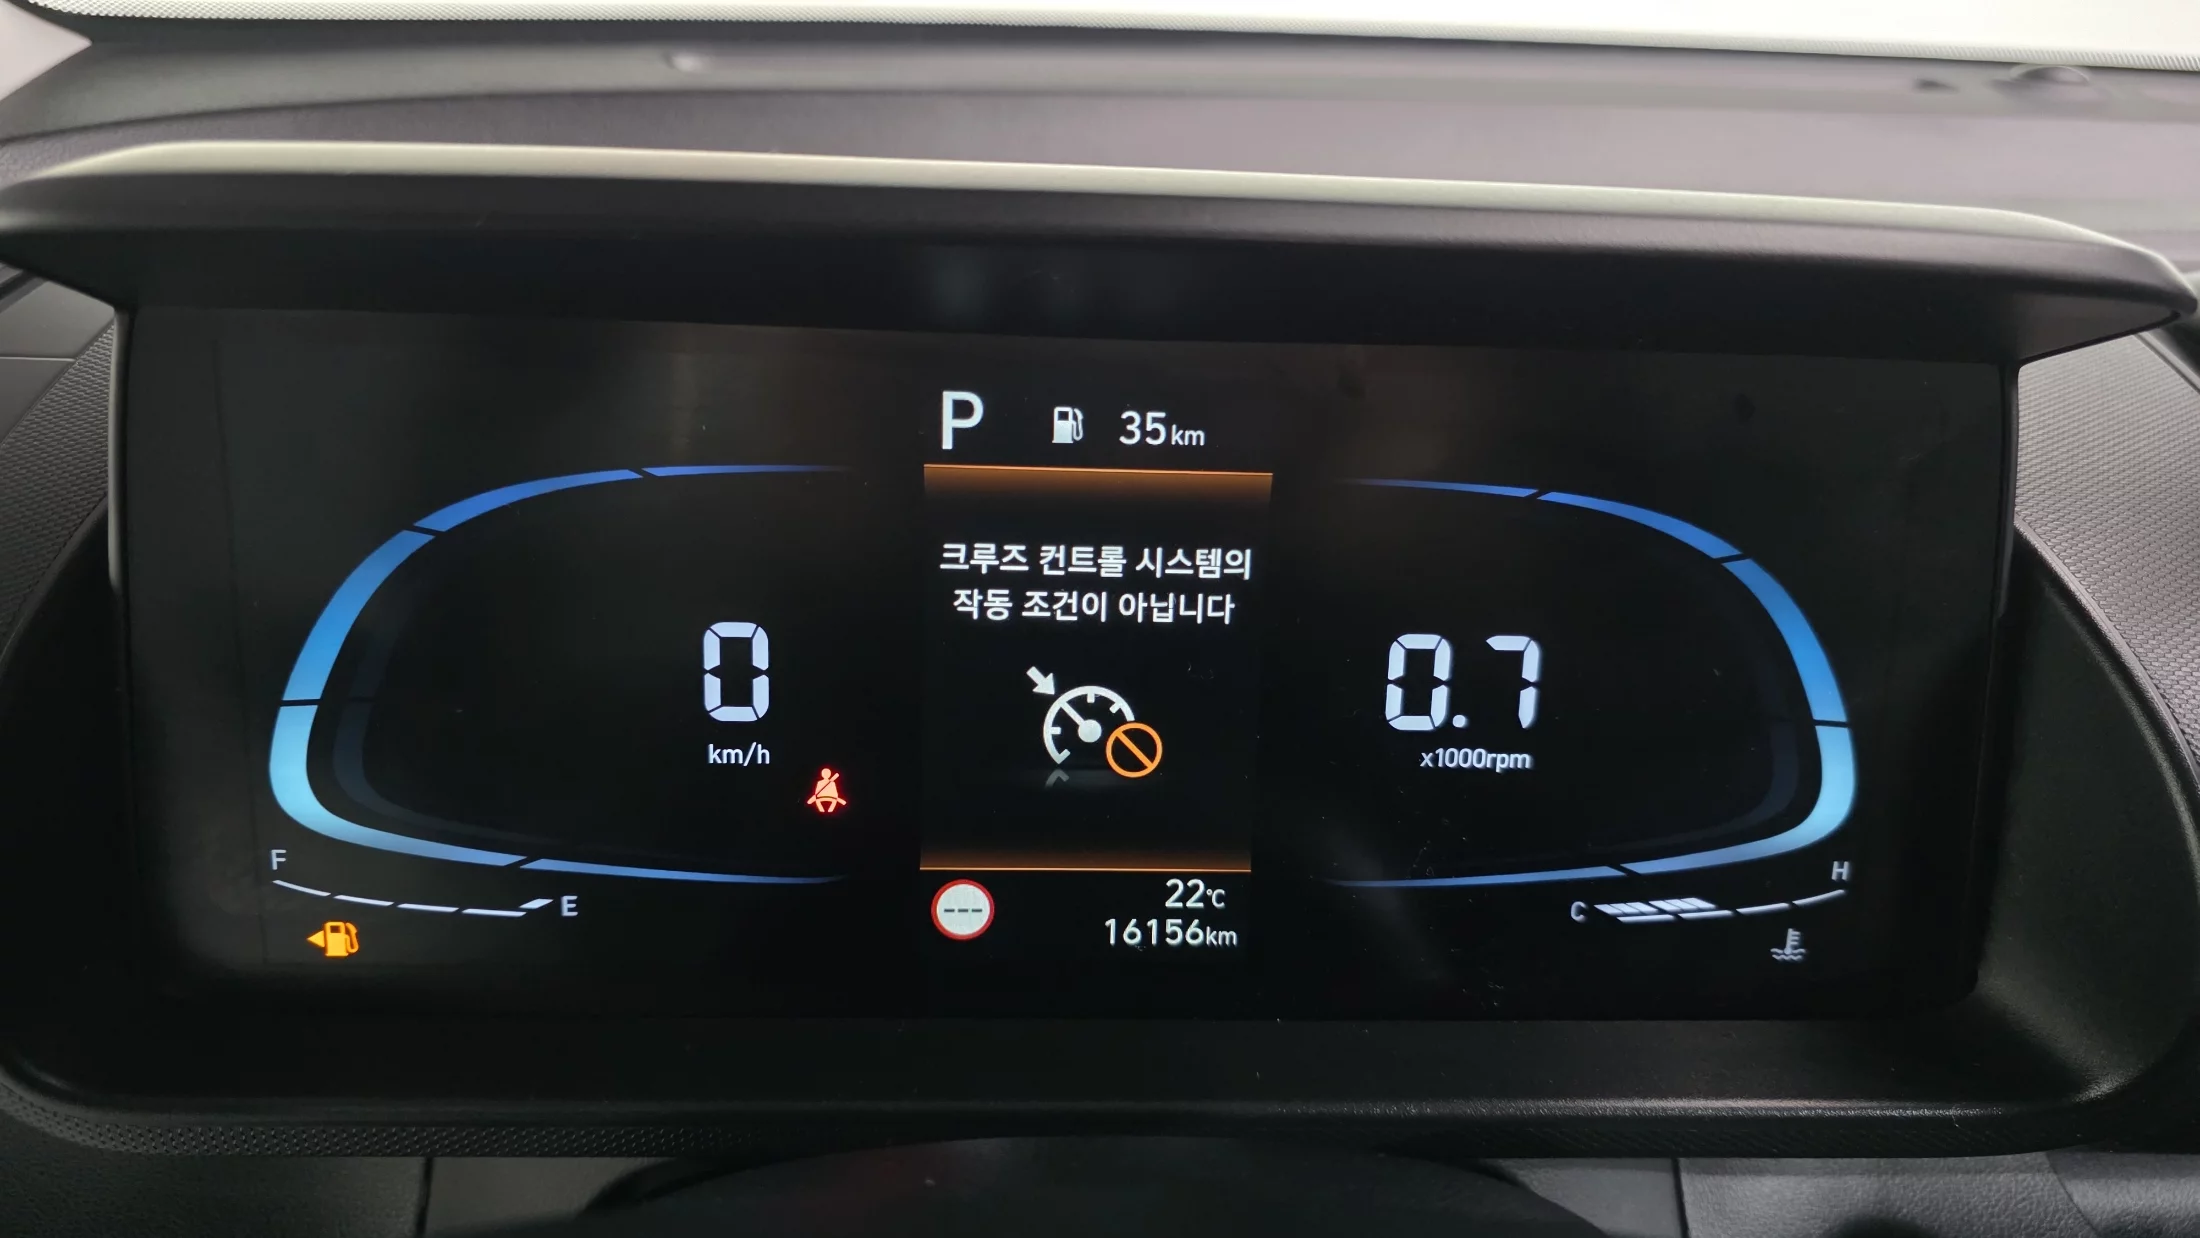 P 35km
크루즈 컨트롤 시스템의
작동 조건이 아닙니다
0
km/h
0.7
x1000rpm
F
E
C
H
---
22℃
16156km